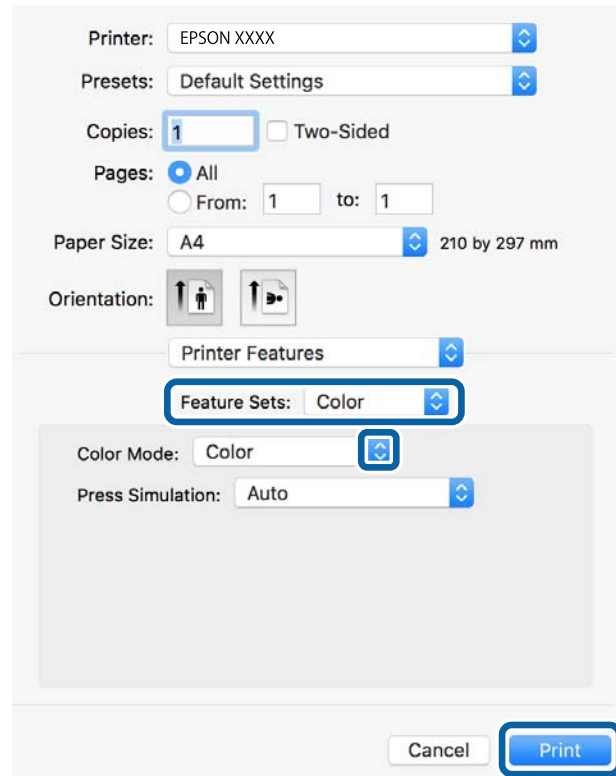 Printer: EPSON XXXX
Presets: Default Settings
Copies: 1 Two-Sided
Pages: All
From: 1 to: 1
Paper Size: A4 210 by 297 mm
Orientation:
Printer Features
Feature Sets: Color
Color Mode: Color
Press Simulation: Auto
Cancel Print